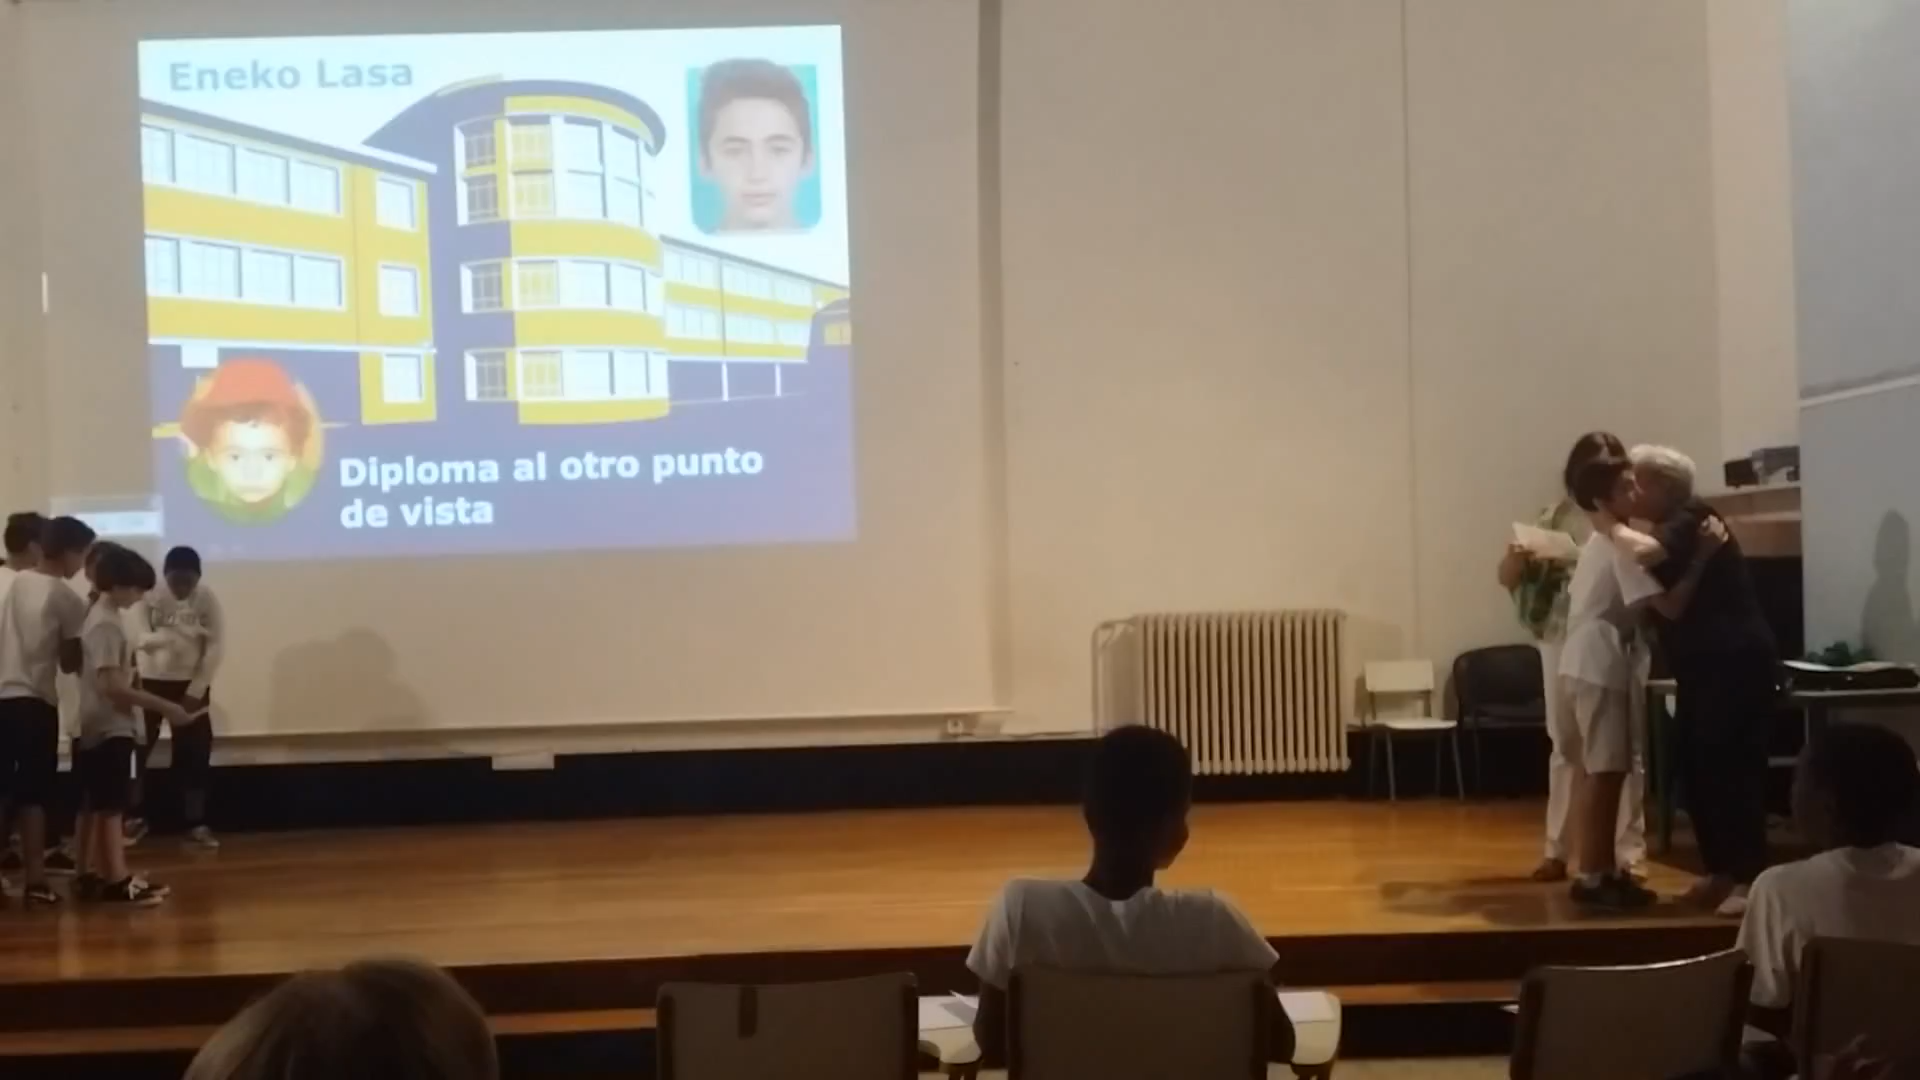 Eneko Lasa
Diploma al otro punto
de vista